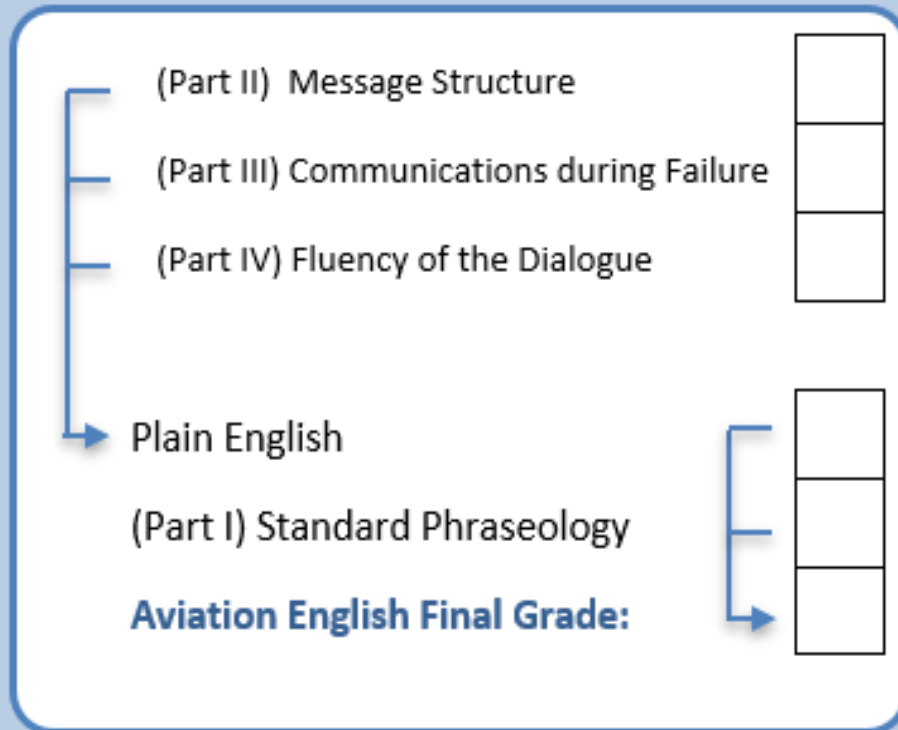 (Part II) Message Structure
(Part III) Communications during Failure
(Part IV) Fluency of the Dialogue
Plain English
(Part I) Standard Phraseology
Aviation English Final Grade: